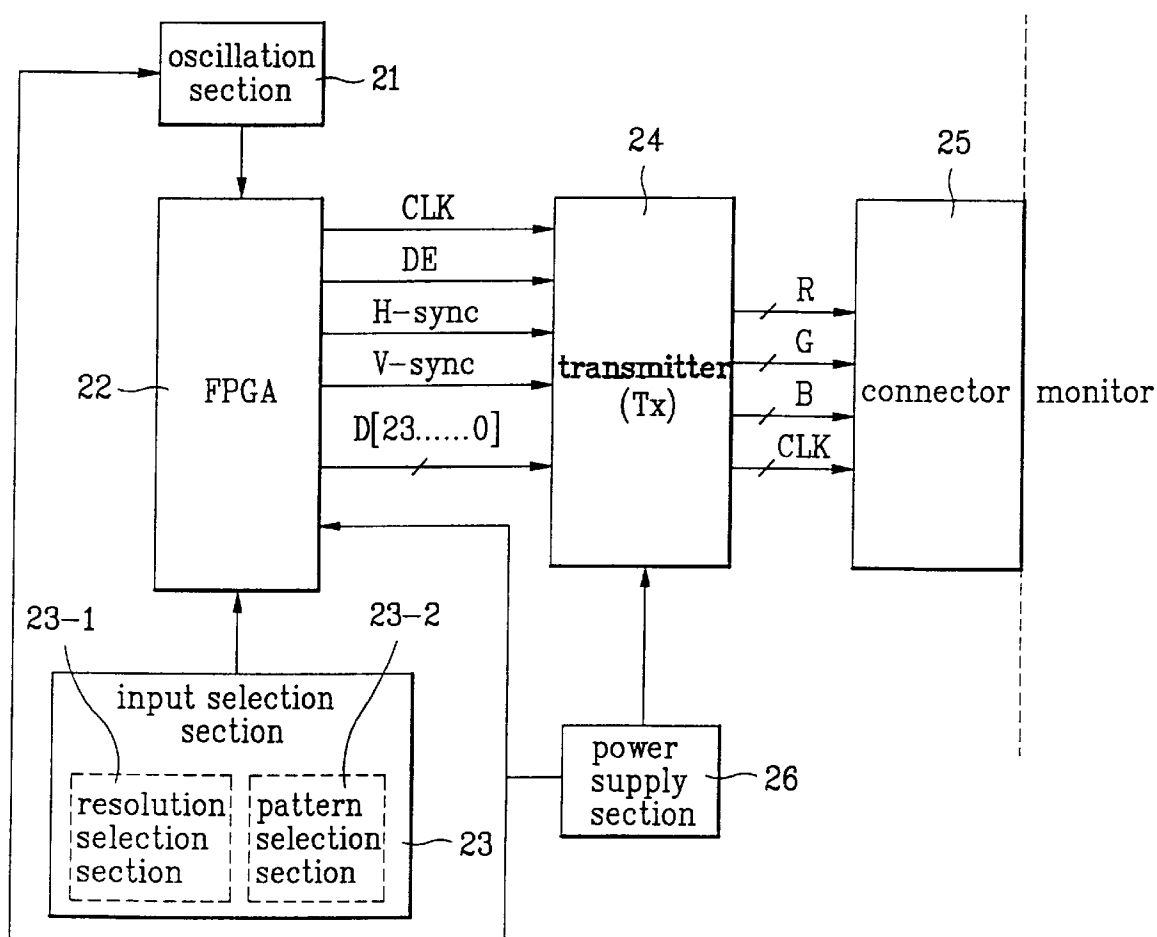 oscillation
section
21
24
25
CLK
DE
H-sync
V-sync
D[23......0]
22
FPGA
transmitter
(Tx)
R
G
B
CLK
connector
monitor
23-1
23-2
input selection
section
resolution
selection
section
pattern
selection
section
23
power
supply
section
26